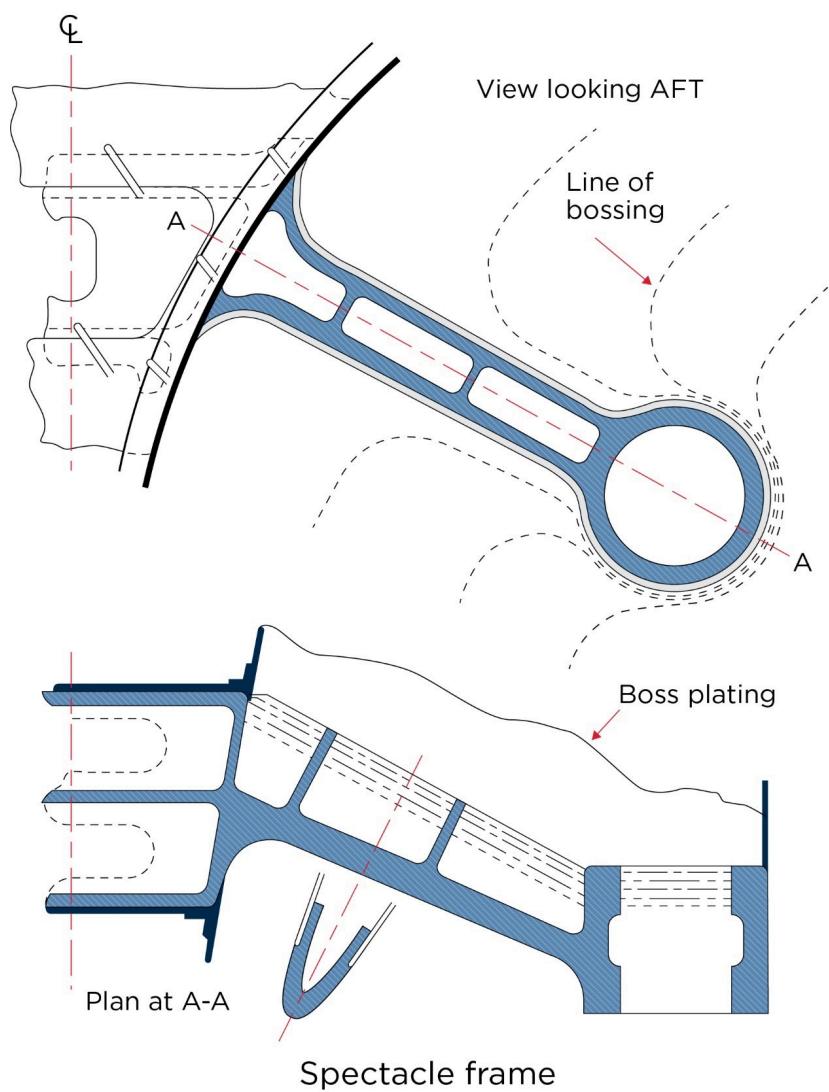 ℄
View looking AFT
Line of
bossing
A
A
Boss plating
Plan at A-A
Spectacle frame